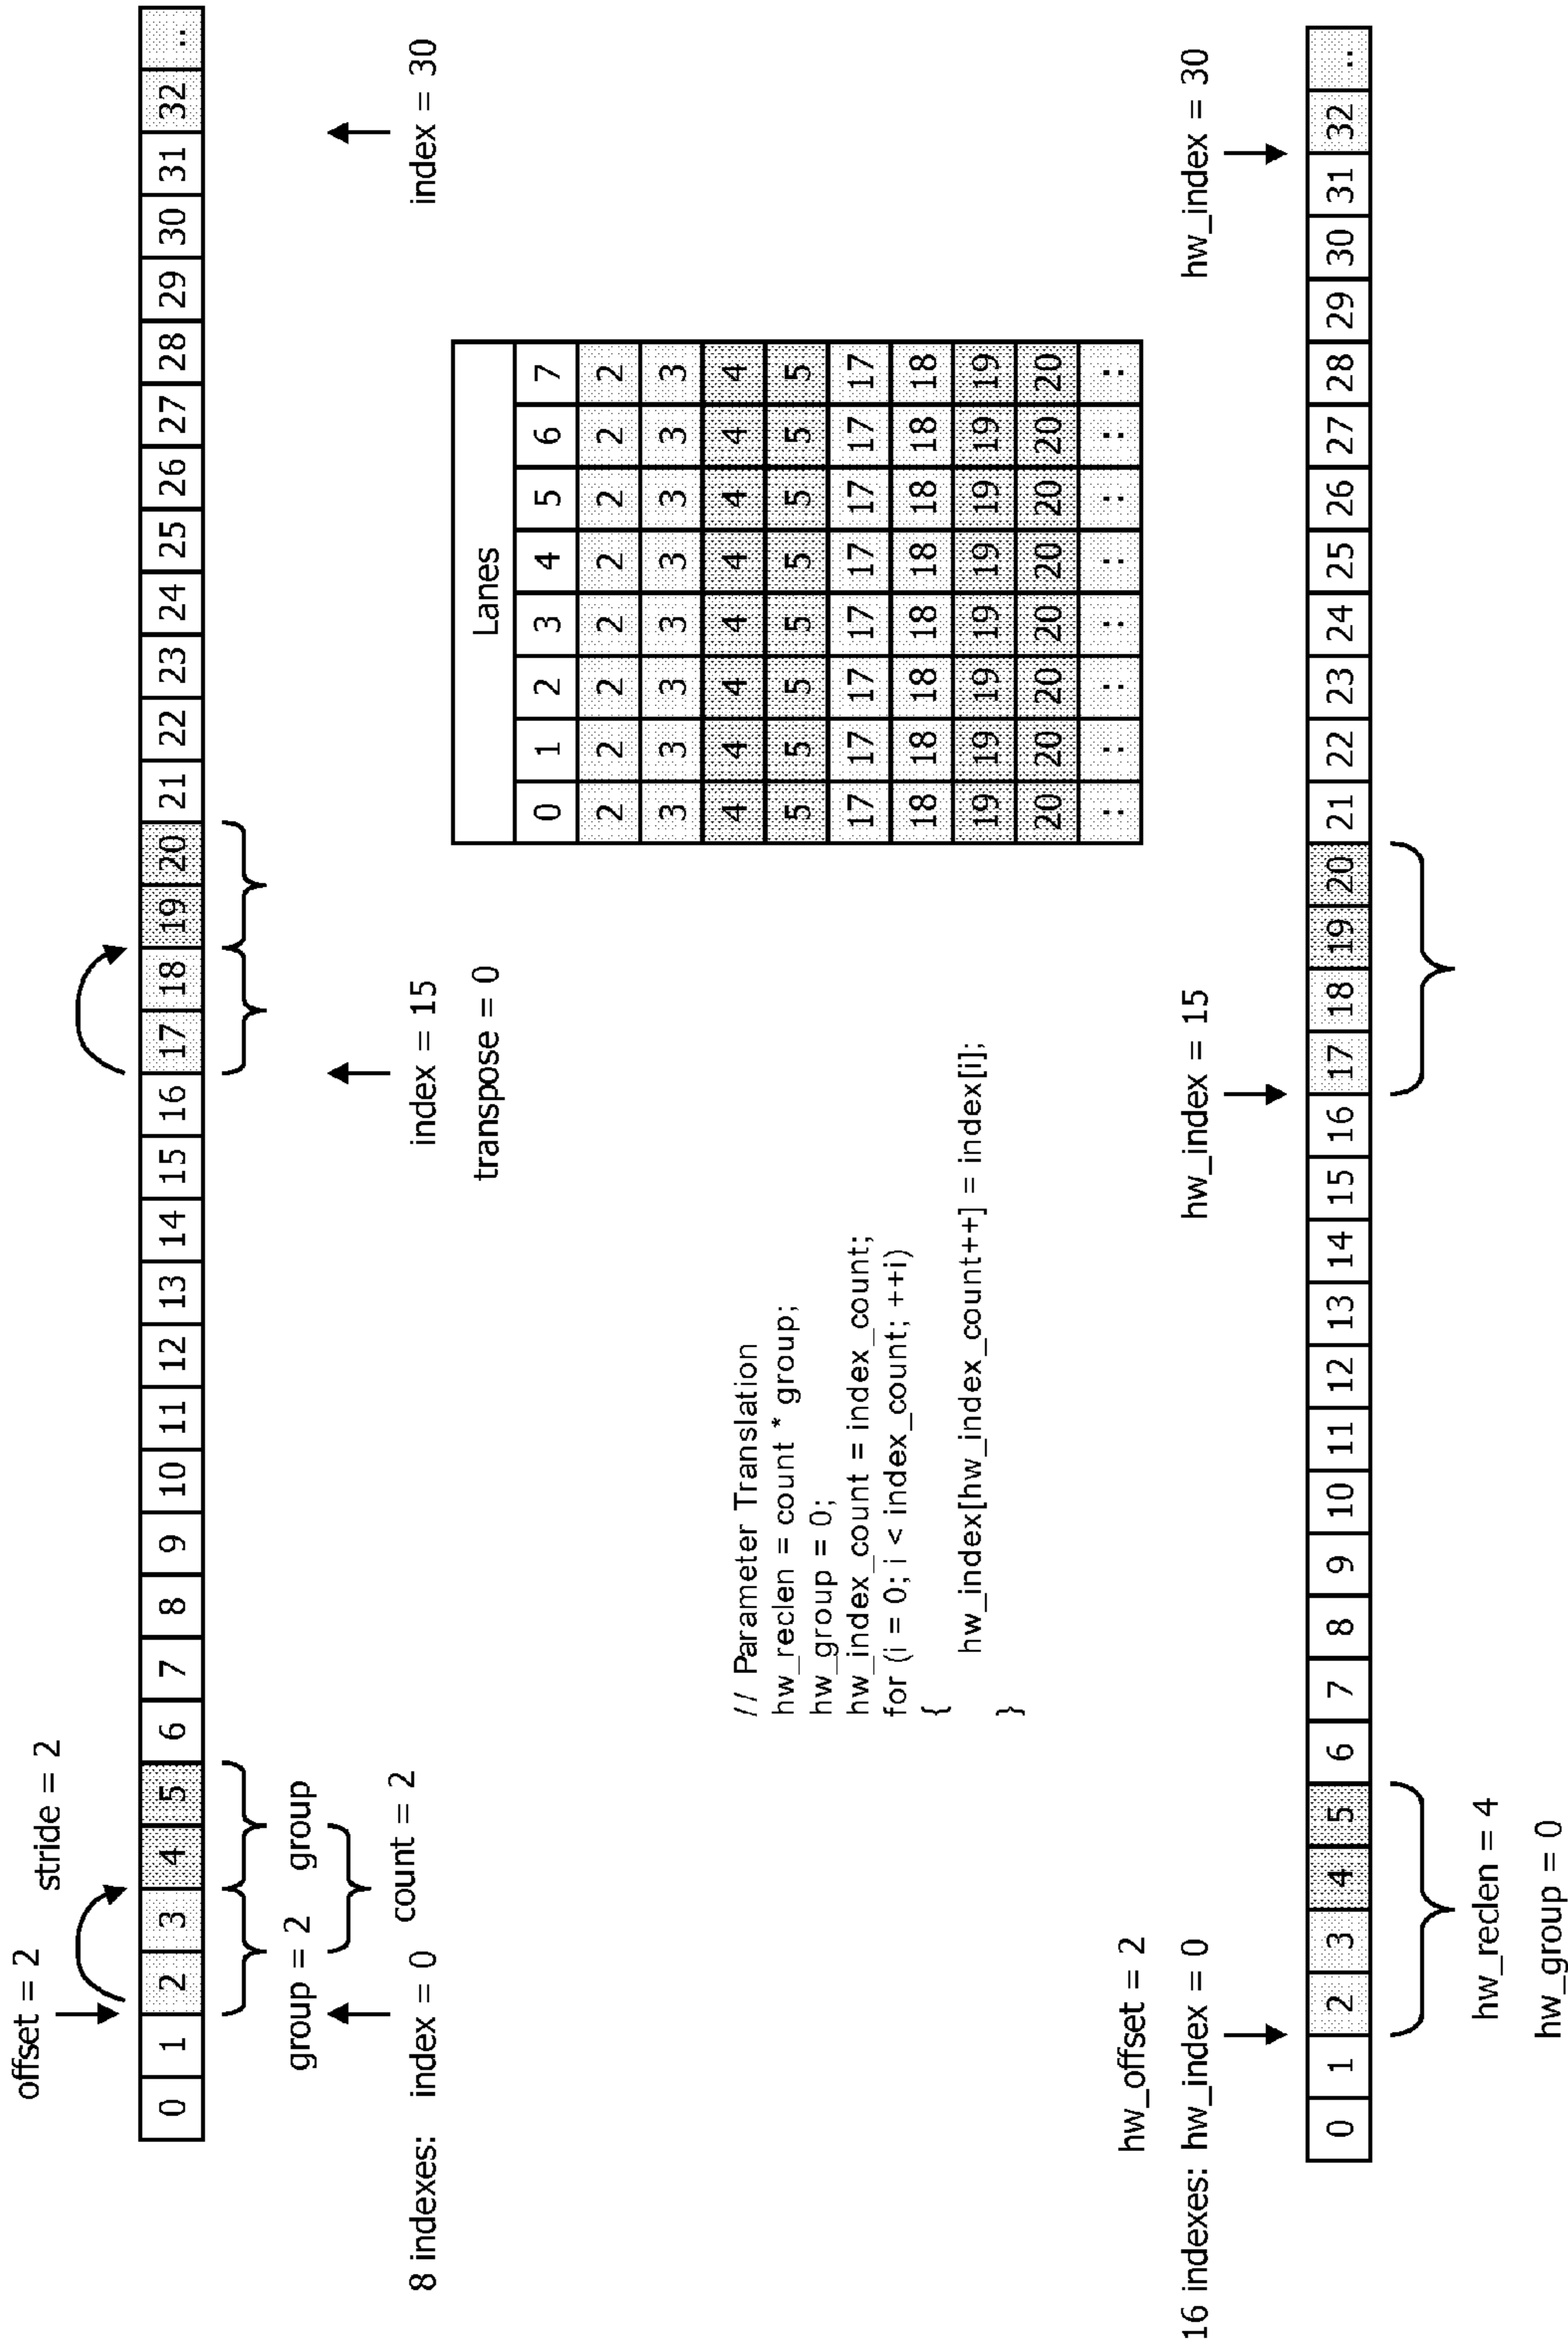 offset = 2
stride = 2
0 1 2 3 4 5 6 7 8 9 10 11 12 13 14 15 16 17 18 19 20 21 22 23 24 25 26 27 28 29 30 31 32 ..
group = 2 group
count = 2
8 indexes: index = 0
index = 15
index = 30
transpose = 0
Lanes
0 1 2 3 4 5 6 7
2 2 2 2 2 2 2 2
3 3 3 3 3 3 3 3
4 4 4 4 4 4 4 4
5 5 5 5 5 5 5 5
17 17 17 17 17 17 17 17
18 18 18 18 18 18 18 18
19 19 19 19 19 19 19 19
20 20 20 20 20 20 20 20
.. .. .. .. .. .. .. ..
// Parameter Translation
hw_reclen = count * group;
hw_group = 0;
hw_index_count = index_count;
for (i = 0; i < index_count; ++i)
{
hw_index[hw_index_count++] = index[i];
}
hw_offset = 2
16 indexes: hw_index = 0
hw_index = 15
hw_index = 30
0 1 2 3 4 5 6 7 8 9 10 11 12 13 14 15 16 17 18 19 20 21 22 23 24 25 26 27 28 29 30 31 32 ..
hw_reclen = 4
hw_group = 0